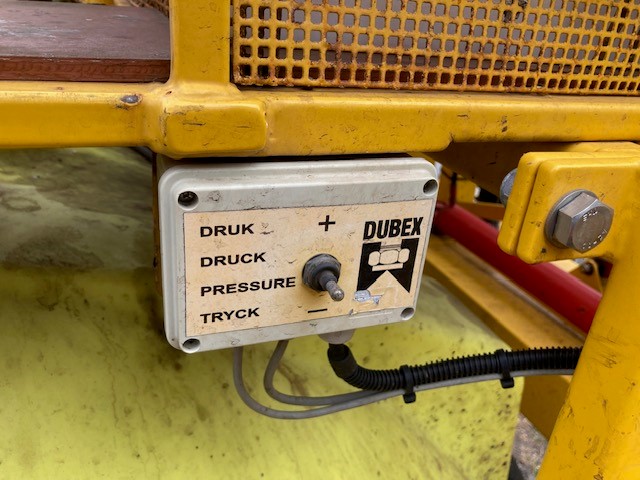 DRUK
DRUCK
PRESSURE
TRYCK
+
DUBEX
–